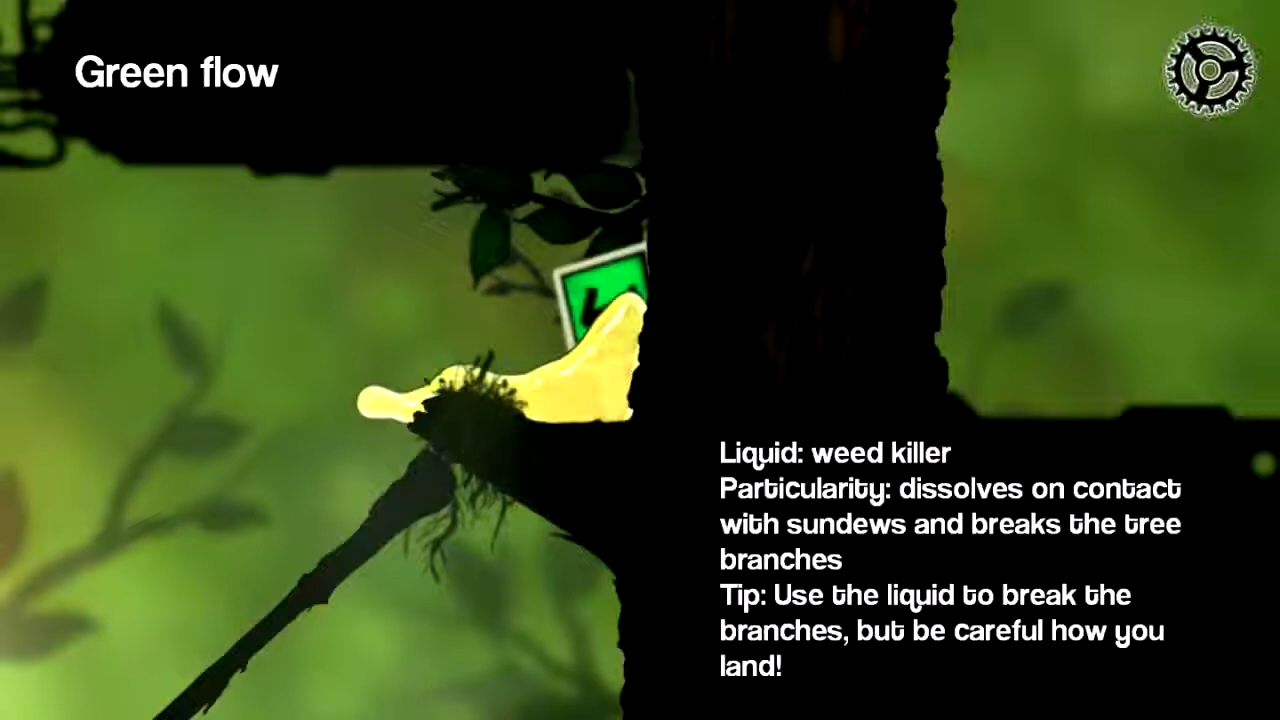 Green flow
Liquid: weed killer
Particularity: dissolves on contact
with sundews and breaks the tree
branches
Tip: Use the liquid to break the
branches, but be careful how you
land!